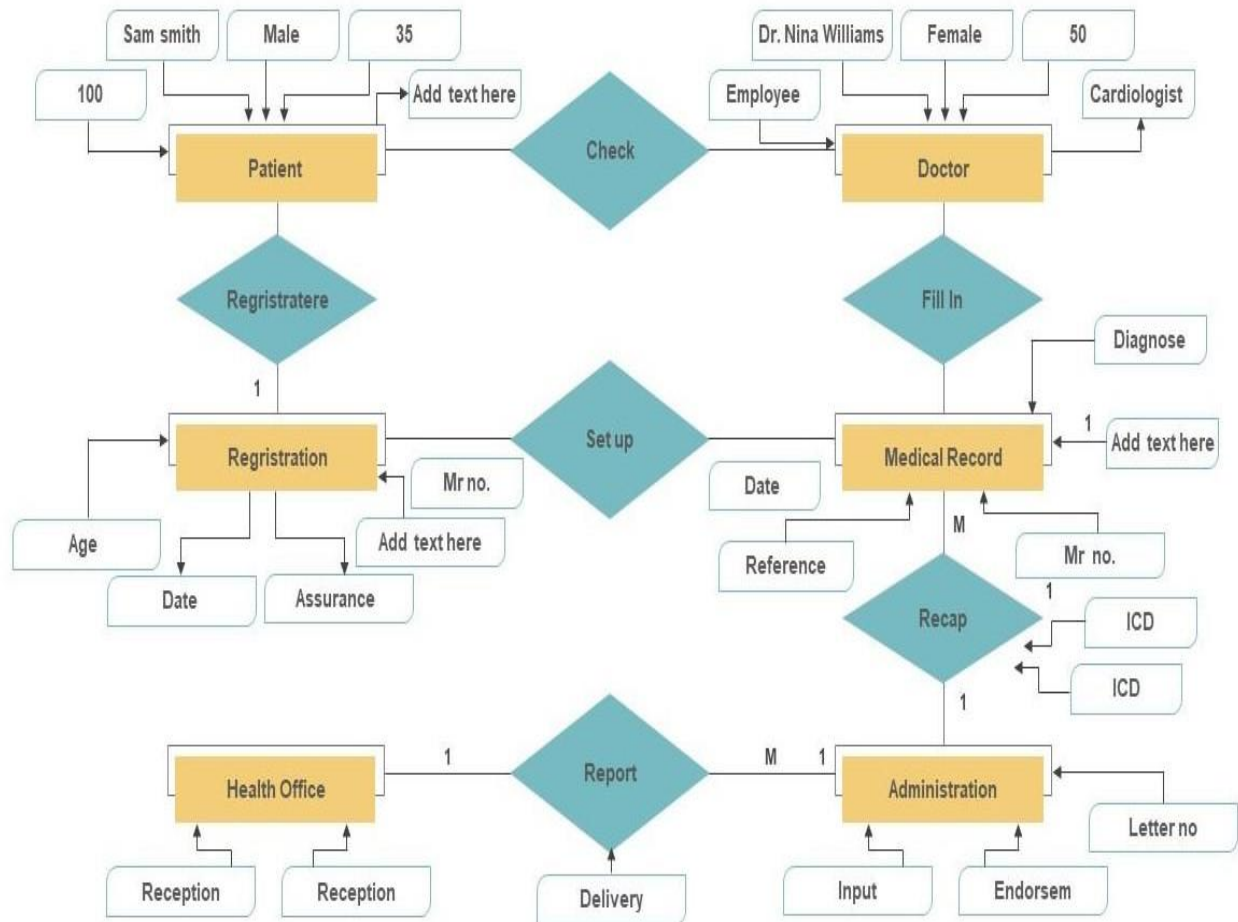 Sam smith
Male
35
Dr. Nina Williams
Female
50
100
Add text here
Employee
Cardiologist
Patient
Check
Doctor
Regristratere
Fill In
Diagnose
1
Regristration
Set up
Medical Record
1
Add text here
Mr no.
Date
Age
Add text here
M
Reference
Mr no.
Date
Assurance
Recap
1
ICD
ICD
1
Health Office
1
Report
M
1
Administration
Letter no
Reception
Reception
Delivery
Input
Endorsem